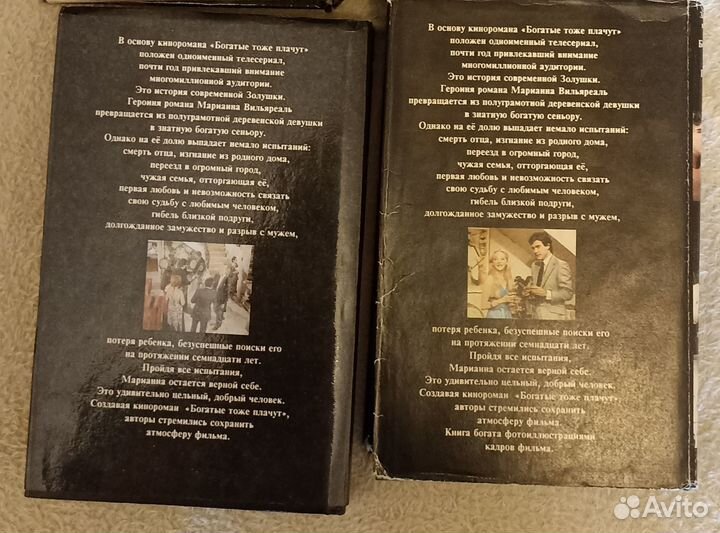 В основу киноромана «Богатые тоже плачут»
положен одноименный телесериал,
почти год привлекавший внимание
многомиллионной аудитории.
Это история современной Золушки.
Героиня романа Марианна Вильяреаль
превращается из полуграмотной деревенской девушки
в знатную богатую сеньору.
Однако на её долю выпадает немало испытаний:
смерть отца, изгнание из родного дома,
переезд в огромный город,
чужая семья, отторгающая её,
первая любовь и невозможность связать
свою судьбу с любимым человеком,
гибель близкой подруги,
долгожданное замужество и разрыв с мужем,
потеря ребенка, безуспешные поиски его
на протяжении семнадцати лет.
Пройдя все испытания,
Марианна остается верной себе.
Это удивительно цельный, добрый человек.
Создавая кинороман «Богатые тоже плачут»,
авторы стремились сохранить
атмосферу фильма.
В основу киноромана «Богатые тоже плачут»
положен одноименный телесериал,
почти год привлекавший внимание
многомиллионной аудитории.
Это история современной Золушки.
Героиня романа Марианна Вильяреаль
превращается из полуграмотной деревенской девушки
в знатную богатую сеньору.
Однако на её долю выпадает немало испытаний:
смерть отца, изгнание из родного дома,
переезд в огромный город,
чужая семья, отторгающая её,
первая любовь и невозможность связать
свою судьбу с любимым человеком,
гибель близкой подруги,
долгожданное замужество и разрыв с мужем,
потеря ребенка, безуспешные поиски его
на протяжении семнадцати лет.
Пройдя все испытания,
Марианна остается верной себе.
Это удивительно цельный, добрый человек.
Создавая кинороман «Богатые тоже плачут»,
авторы стремились сохранить
атмосферу фильма
Книга богата фотоиллюстрациями
кадров фильма.
Avito